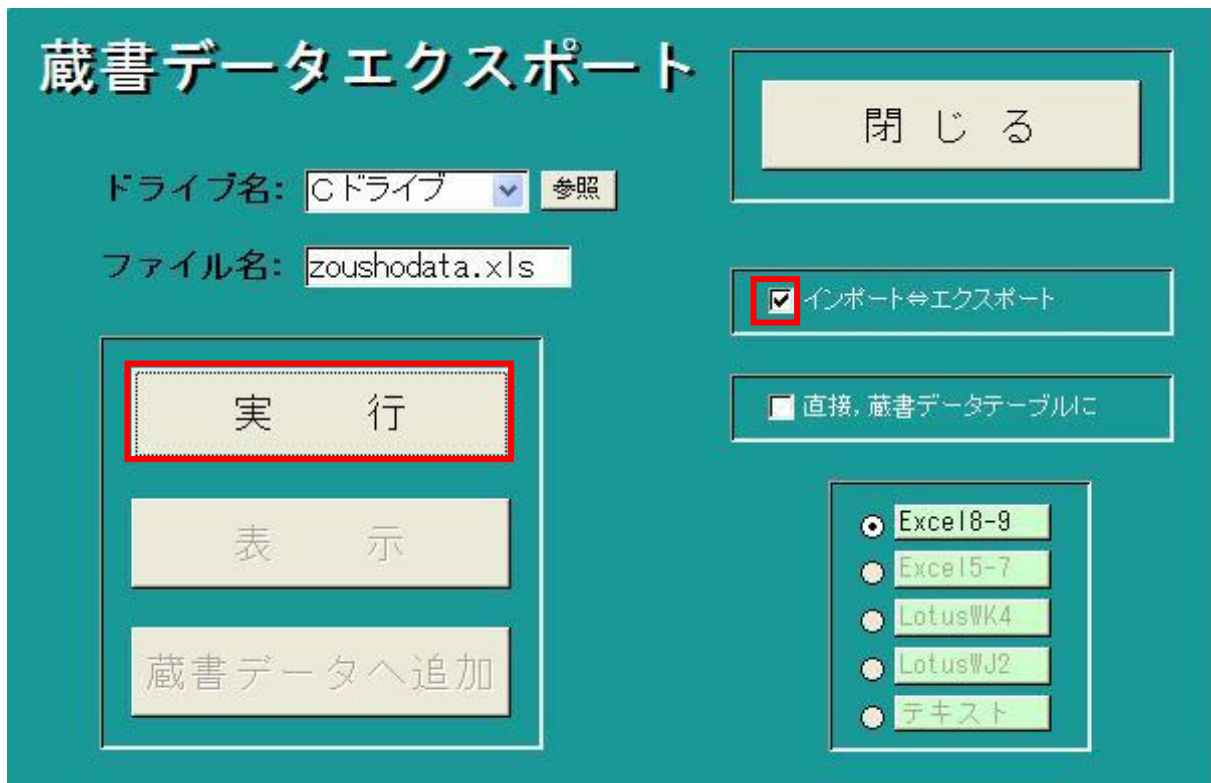 蔵書データエクスポート
閉じる
ドライブ名: Cドライブ 参照
ファイル名: zoushodata.xls
インポート⇔エクスポート
直接,蔵書データテーブルに
実行
表示
蔵書データへ追加
Excel8-9
Excel5-7
LotusWK4
LotusWJ2
テキスト